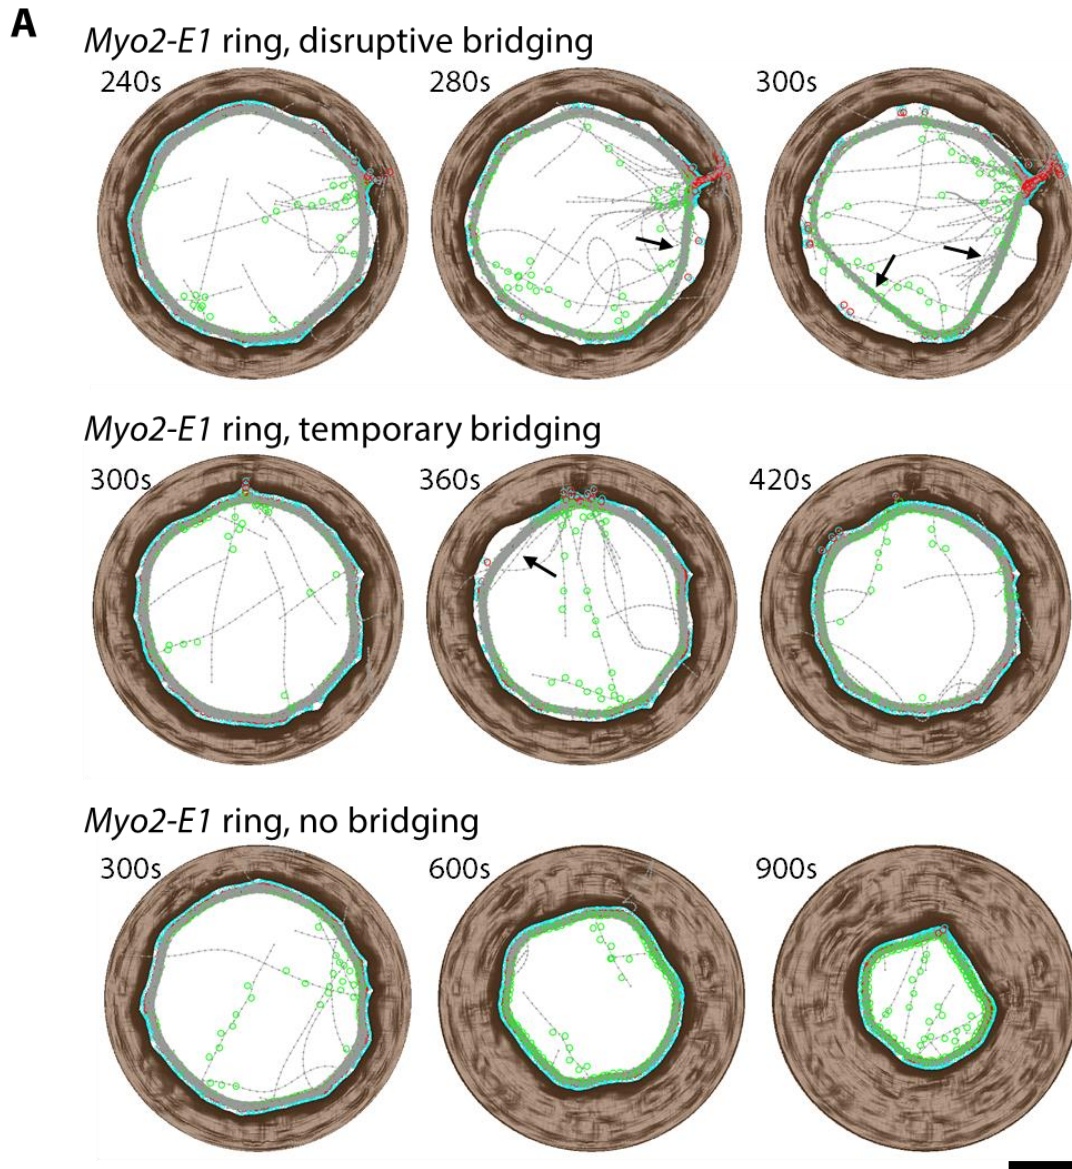 A
Myo2-E1 ring, disruptive bridging
240s 280s 300s
Myo2-E1 ring, temporary bridging
300s 360s 420s
Myo2-E1 ring, no bridging
300s 600s 900s